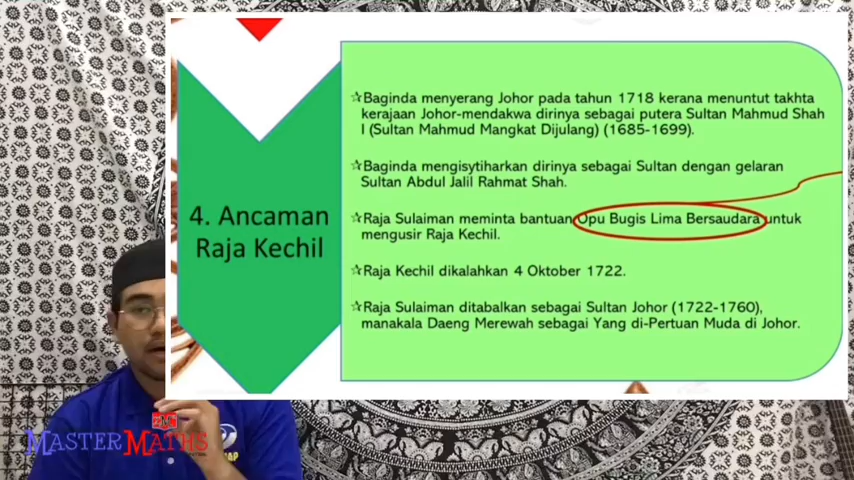 4. Ancaman
Raja Kechil
☆Baginda menyerang Johor pada tahun 1718 kerana menuntut takhta
kerajaan Johor-mendakwa dirinya sebagai putera Sultan Mahmud Shah
I (Sultan Mahmud Mangkat Dijulang) (1685-1699).
☆Baginda mengisytiharkan dirinya sebagai Sultan dengan gelaran
Sultan Abdul Jalil Rahmat Shah.
☆Raja Sulaiman meminta bantuan Opu Bugis Lima Bersaudara untuk
mengusir Raja Kechil.
☆Raja Kechil dikalahkan 4 Oktober 1722.
☆Raja Sulaiman ditabalkan sebagai Sultan Johor (1722-1760),
manakala Daeng Merewah sebagai Yang di-Pertuan Muda di Johor.
MASTERMATHS